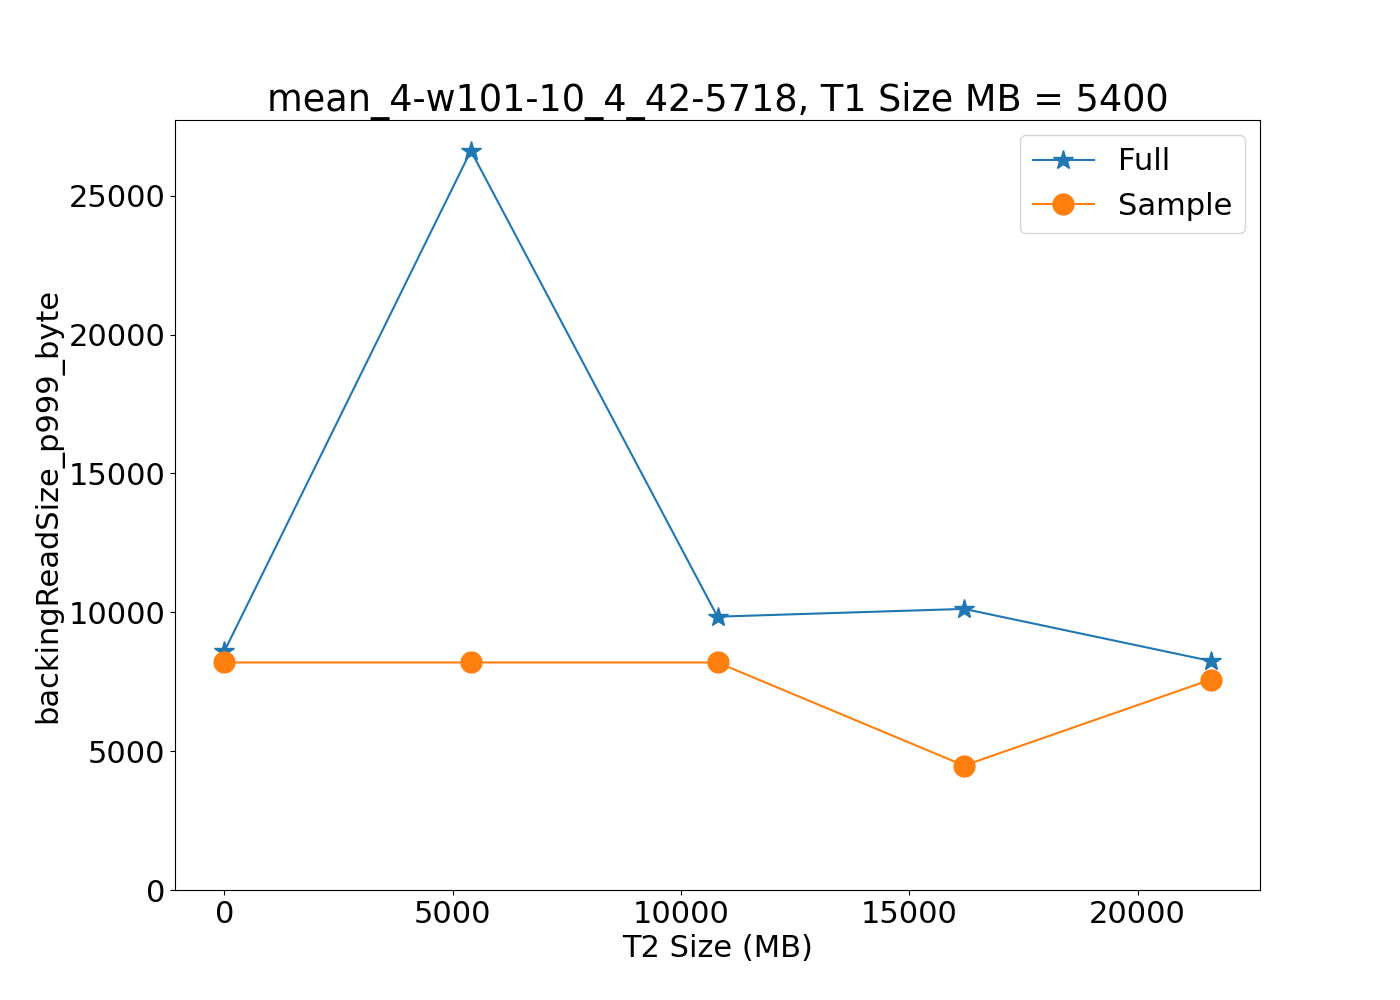 mean_4-w101-10_4_42-5718, T1 Size MB = 5400
Full
Sample
backingReadSize_p999_byte
25000
20000
15000
10000
5000
0
0 5000 10000 15000 20000
T2 Size (MB)